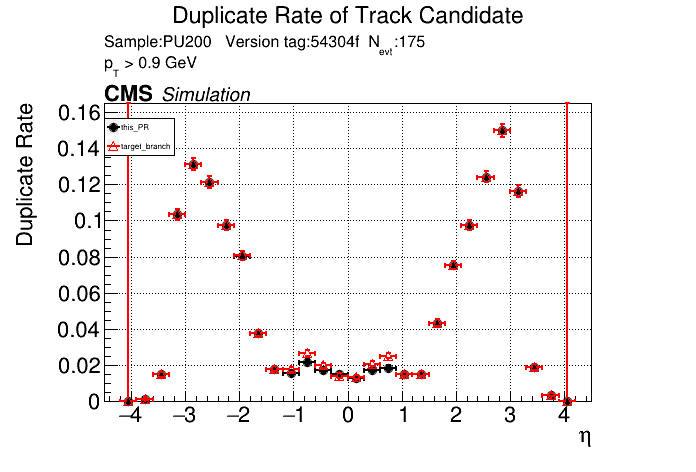 Duplicate Rate of Track Candidate
Sample:PU200 Version tag:54304f N_evt:175
p_T > 0.9 GeV
CMS Simulation
Duplicate Rate
0.16
0.14
0.12
0.1
0.08
0.06
0.04
0.02
0
this_PR
target_branch
−4 −3 −2 −1 0 1 2 3 4
η